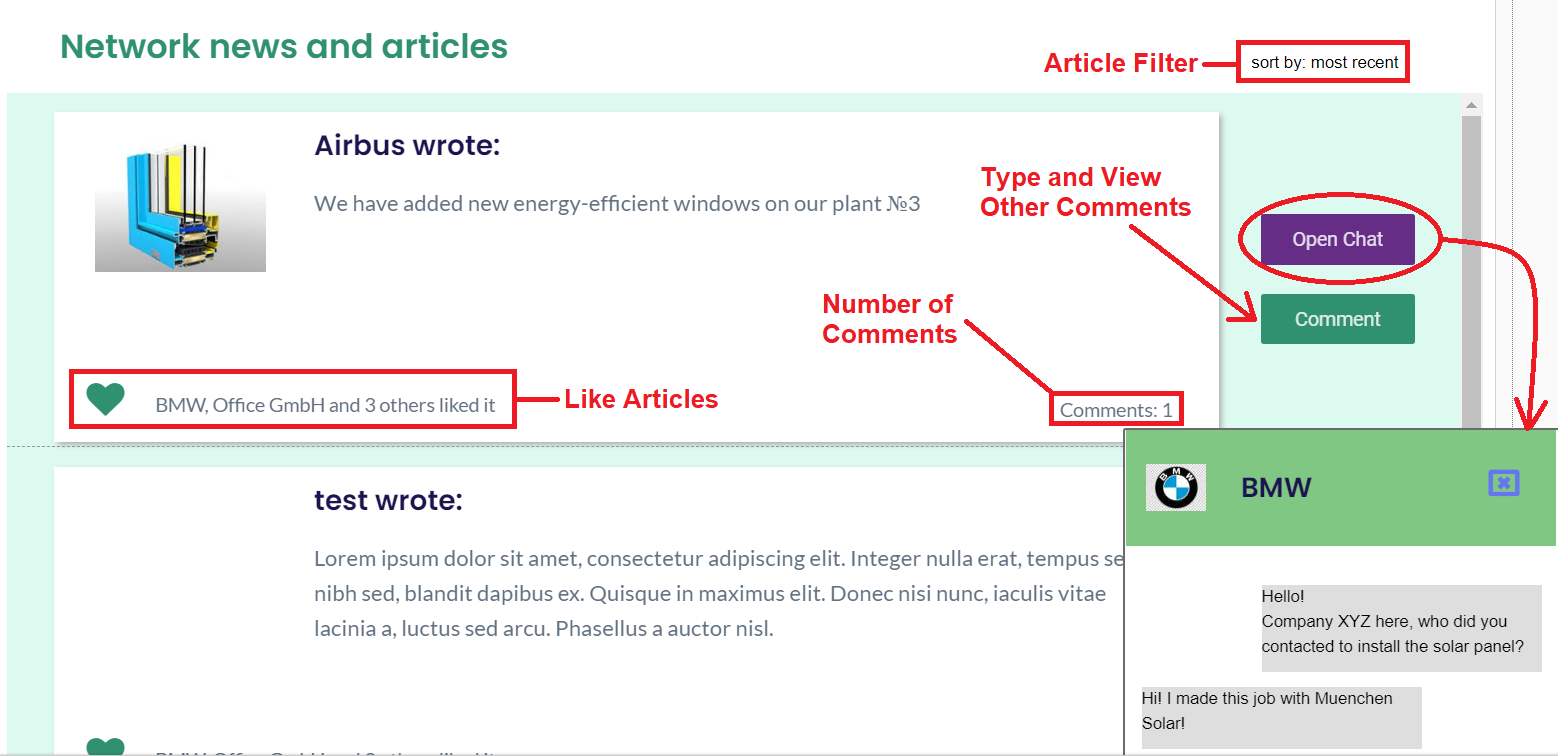 Network news and articles
Article Filter
sort by: most recent
Airbus wrote:
We have added new energy-efficient windows on our plant №3
Type and View
Other Comments
Open Chat
Comment
Number of
Comments
BMW, Office GmbH and 3 others liked it
Like Articles
Comments: 1
test wrote:
Lorem ipsum dolor sit amet, consectetur adipiscing elit. Integer nulla erat, tempus se
nibh sed, blandit dapibus ex. Quisque in maximus elit. Donec nisi nunc, iaculis vitae
lacinia a, luctus sed arcu. Phasellus a auctor nisl.
BMW
BMW
Hello!
Company XYZ here, who did you
contacted to install the solar panel?
Hi! I made this job with Muenchen
Solar!